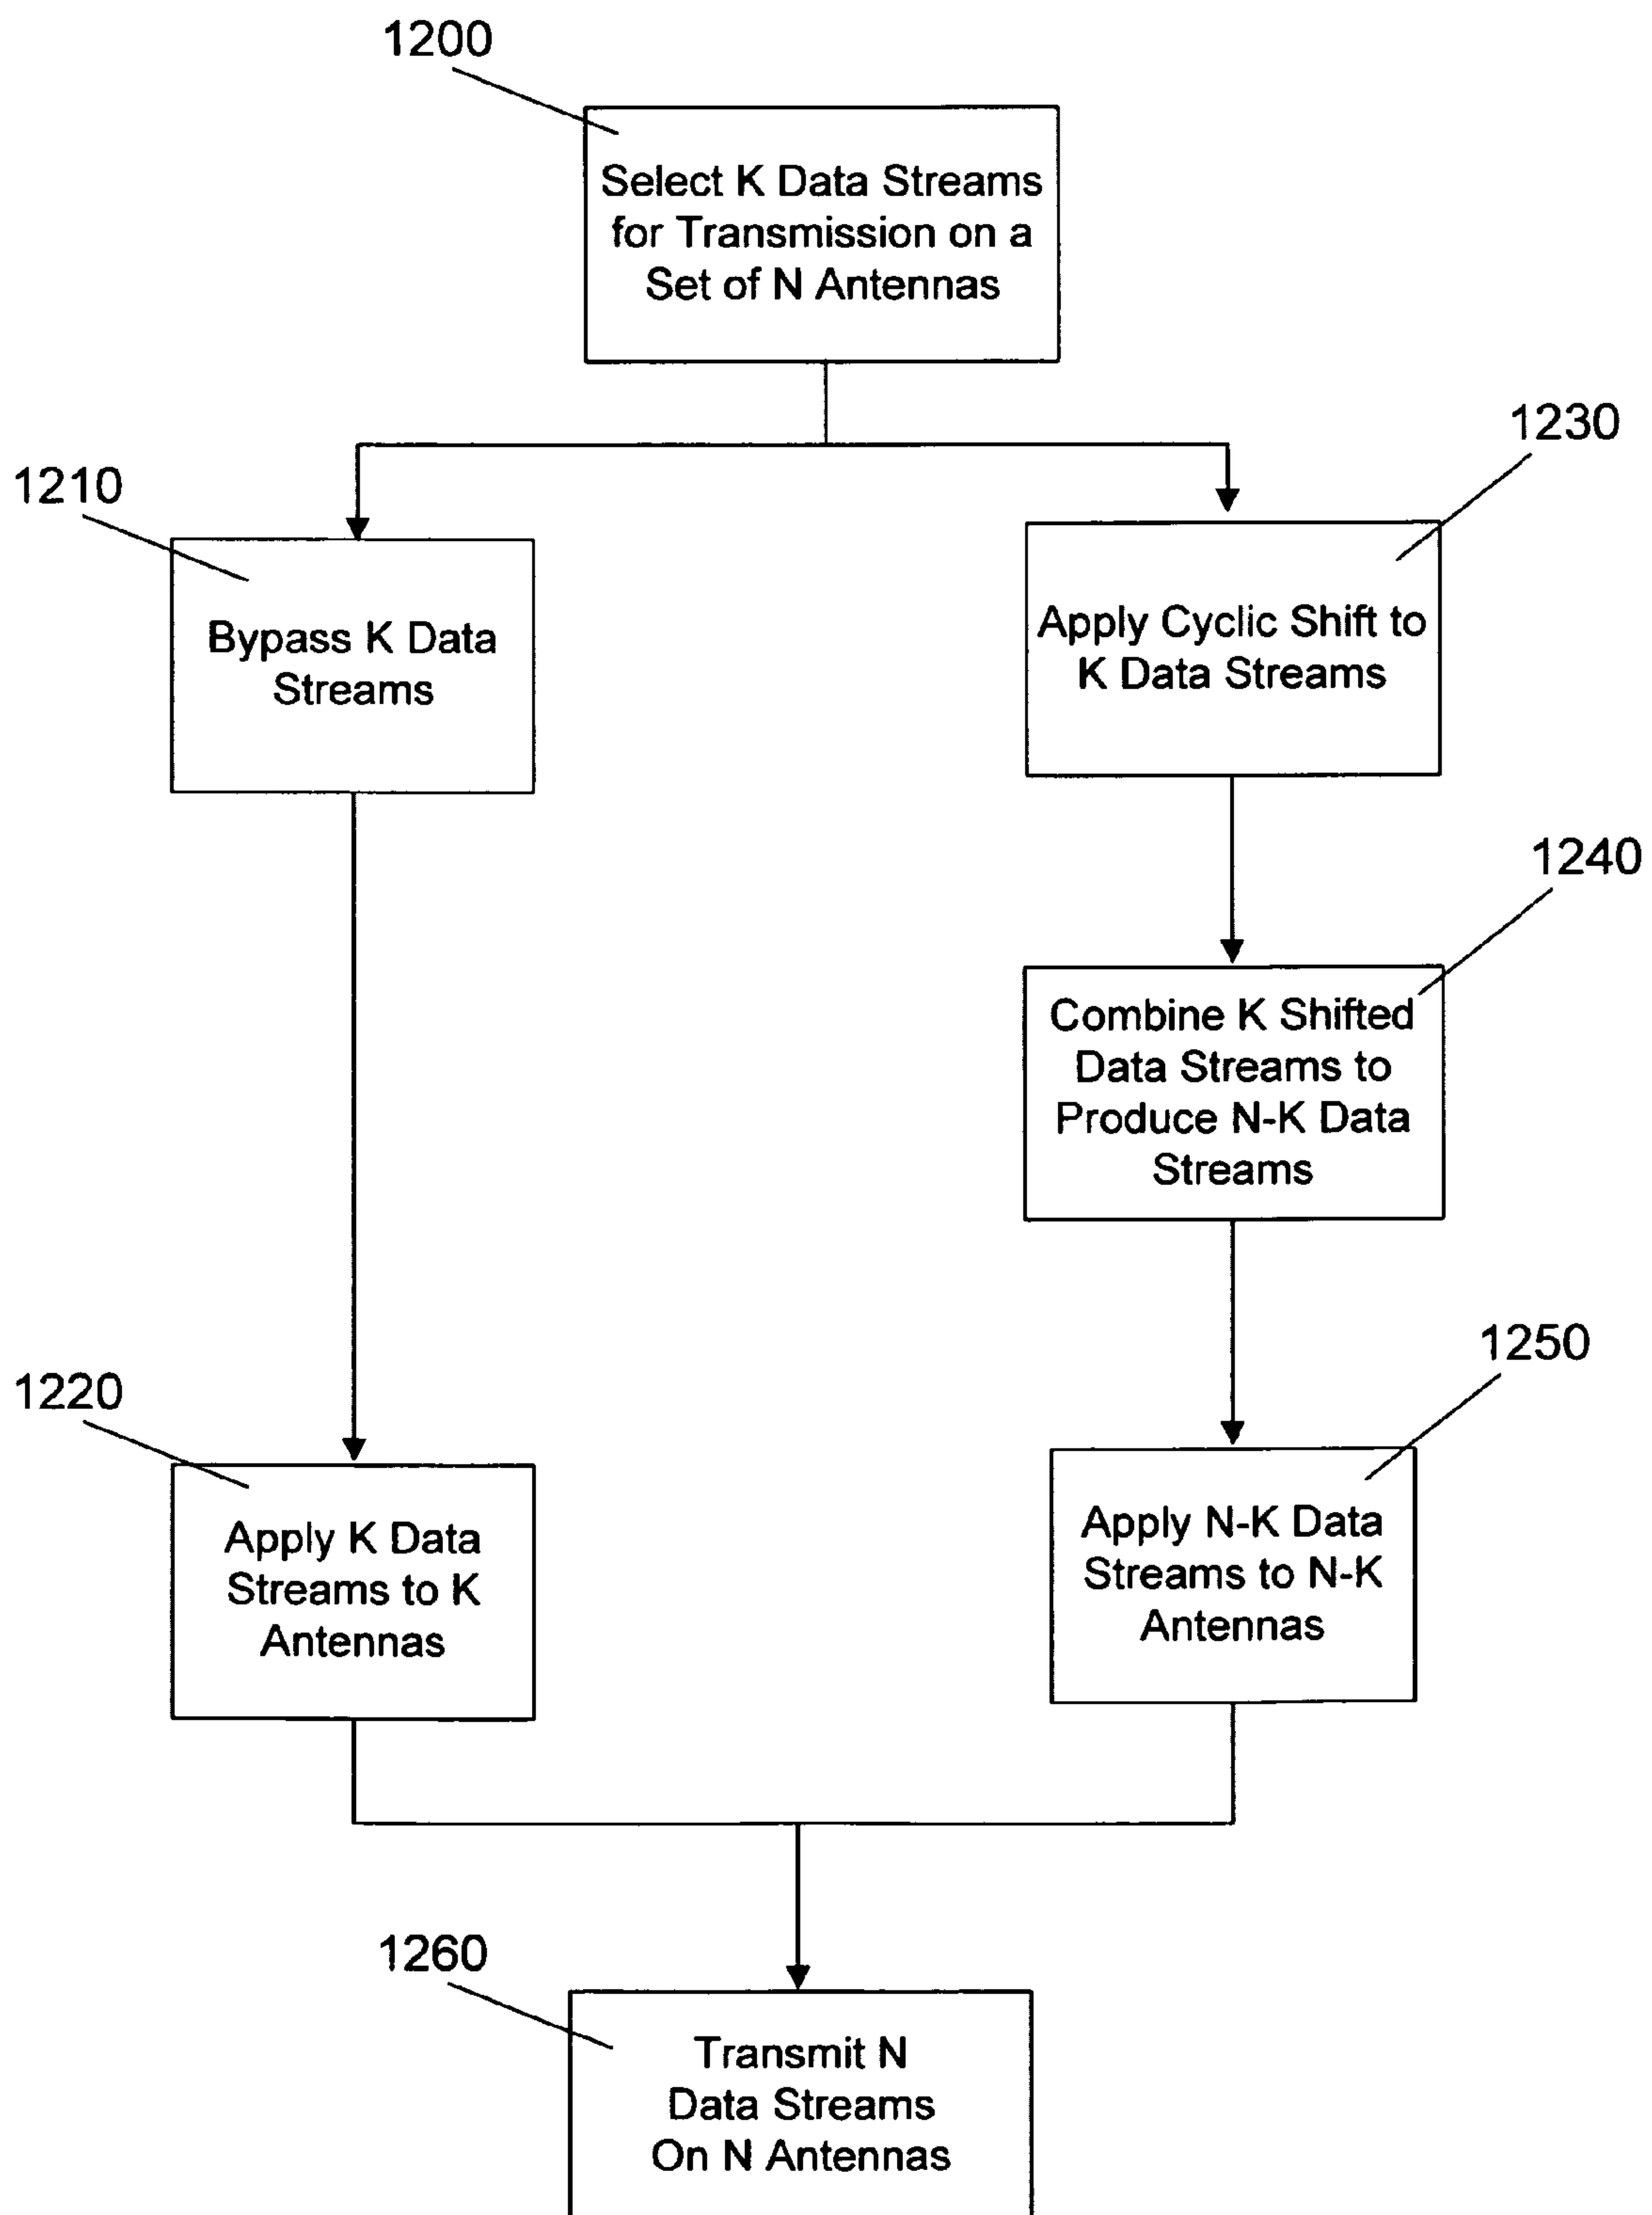 1200
Select K Data Streams
for Transmission on a
Set of N Antennas
1230
1210
Bypass K Data
Streams
Apply Cyclic Shift to
K Data Streams
1240
Combine K Shifted
Data Streams to
Produce N-K Data
Streams
1250
1220
Apply K Data
Streams to K
Antennas
Apply N-K Data
Streams to N-K
Antennas
1260
Transmit N
Data Streams
On N Antennas